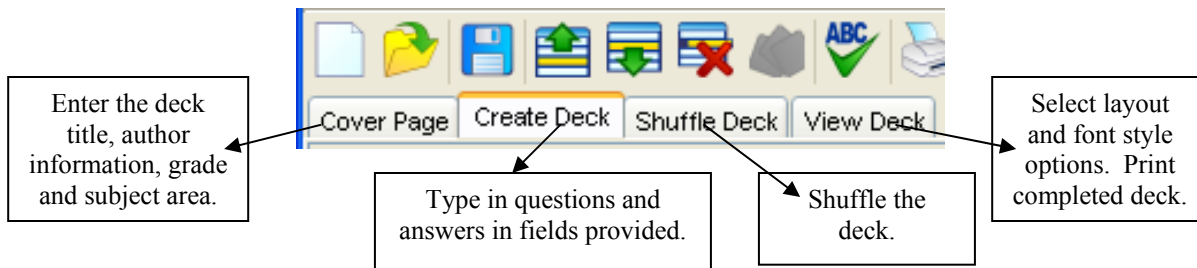 ABC
Cover Page Create Deck Shuffle Deck View Deck
Enter the deck
title, author
information, grade
and subject area.
Type in questions and
answers in fields provided.
Shuffle the
deck.
Select layout
and font style
options.  Print
completed deck.